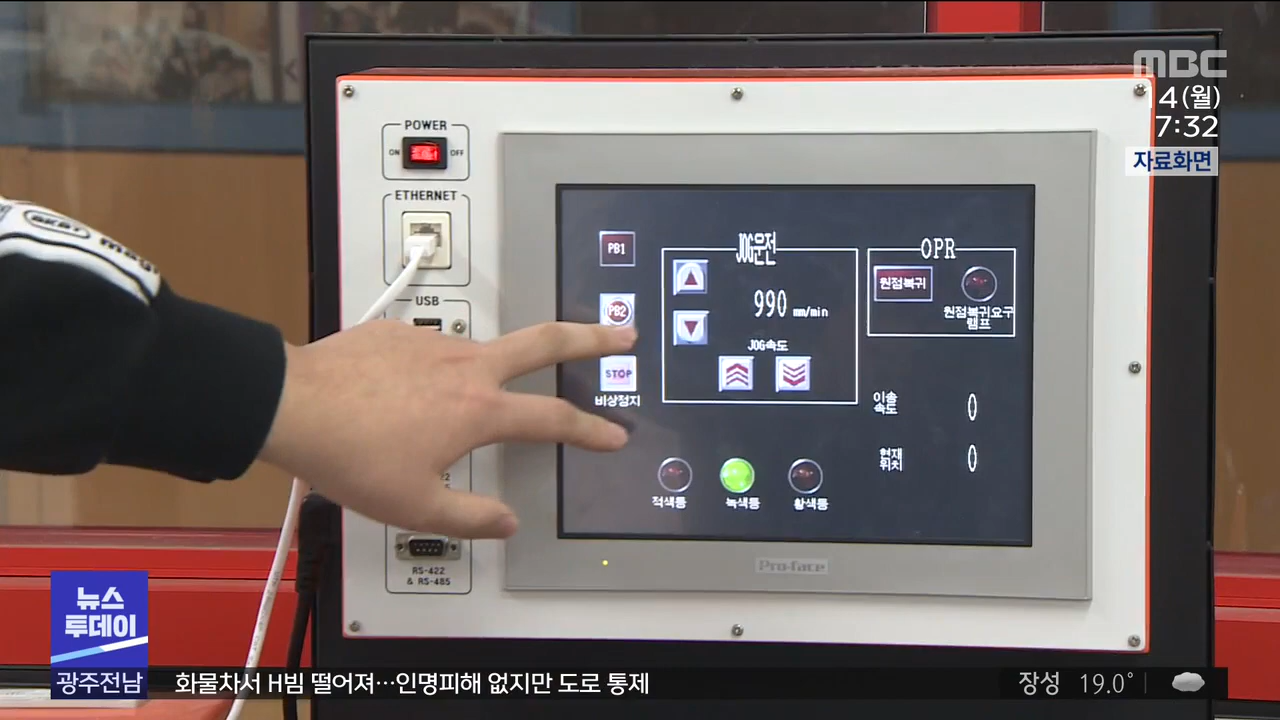 MBC
14(월)
7:32
자료화면
POWER
ON
OFF
ETHERNET
USB
RS-422
& RS-485
PB1
PB2
STOP
비상정지
JOG운전
990 mm/min
JOG속도
OPR
원점복귀
원점복귀요구
램프
이송
속도
0
현재
위치
0
적색등
녹색등
황색등
Pro-face
뉴스
투데이
광주전남
화물차서 H빔 떨어져…인명피해 없지만 도로 통제
장성 19.0°